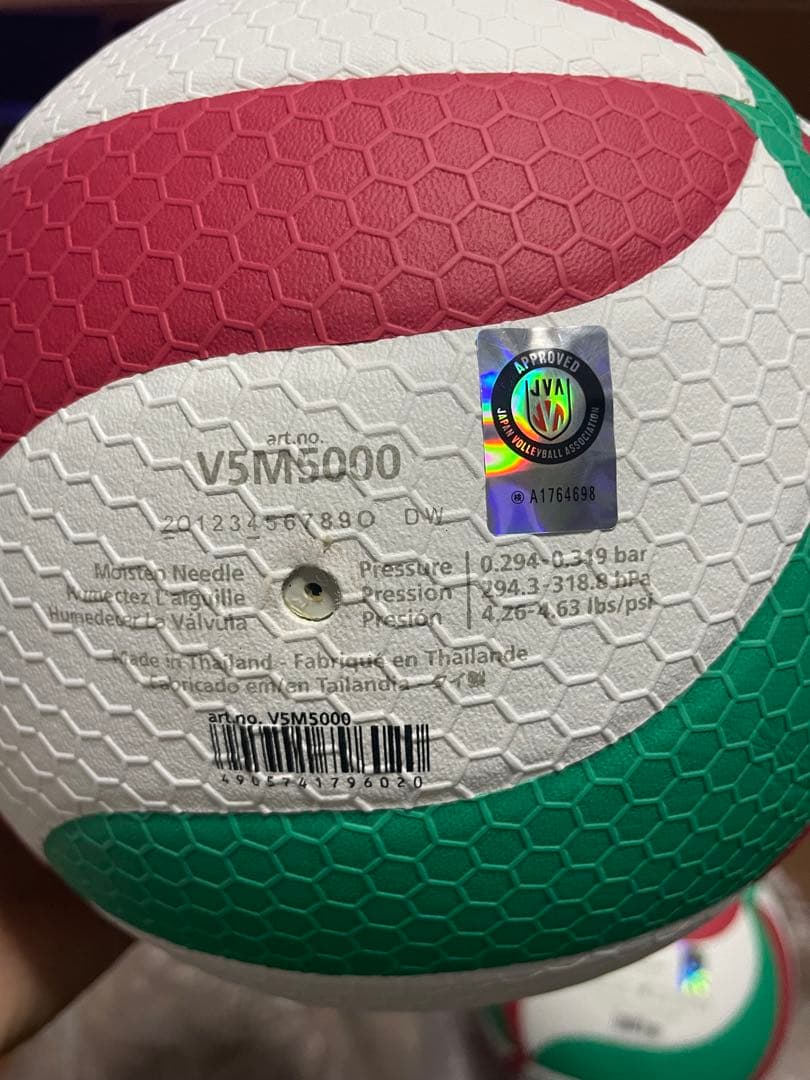 APPROVED
JVA
JAPAN VOLLEYBALL ASSOCIATION
検 A1764698
art.no.
V5M5000
201234567890 DW
Moisten Needle
Humectez L'aiguille
Humedecer La Válvula
Pressure
Pression
Presión
0.294-0.319 bar
294.3-318.8 hPa
4.26-4.63 lbs/psi
Made in Thailand - Fabriqué en Thaïlande
Fabricado em/en Tailandia - タイ製
art.no. V5M5000
4905741796020